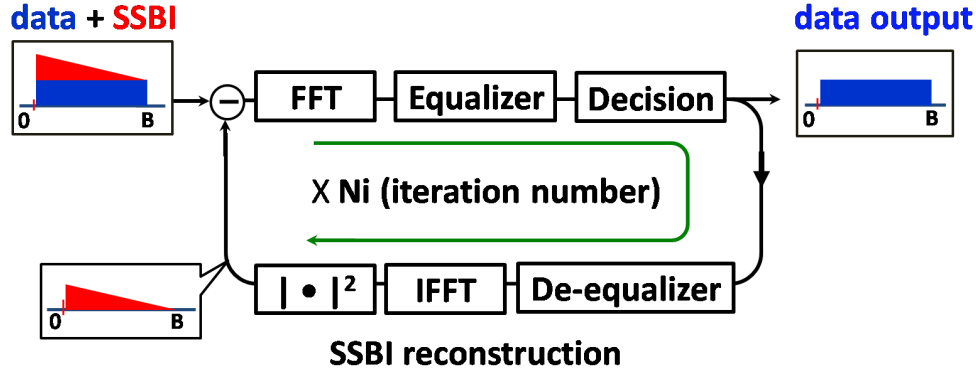 data + SSBI
data output
0 B
− FFT Equalizer Decision
0 B
X Ni (iteration number)
0 B
| • |² IFFT De-equalizer
SSBI reconstruction